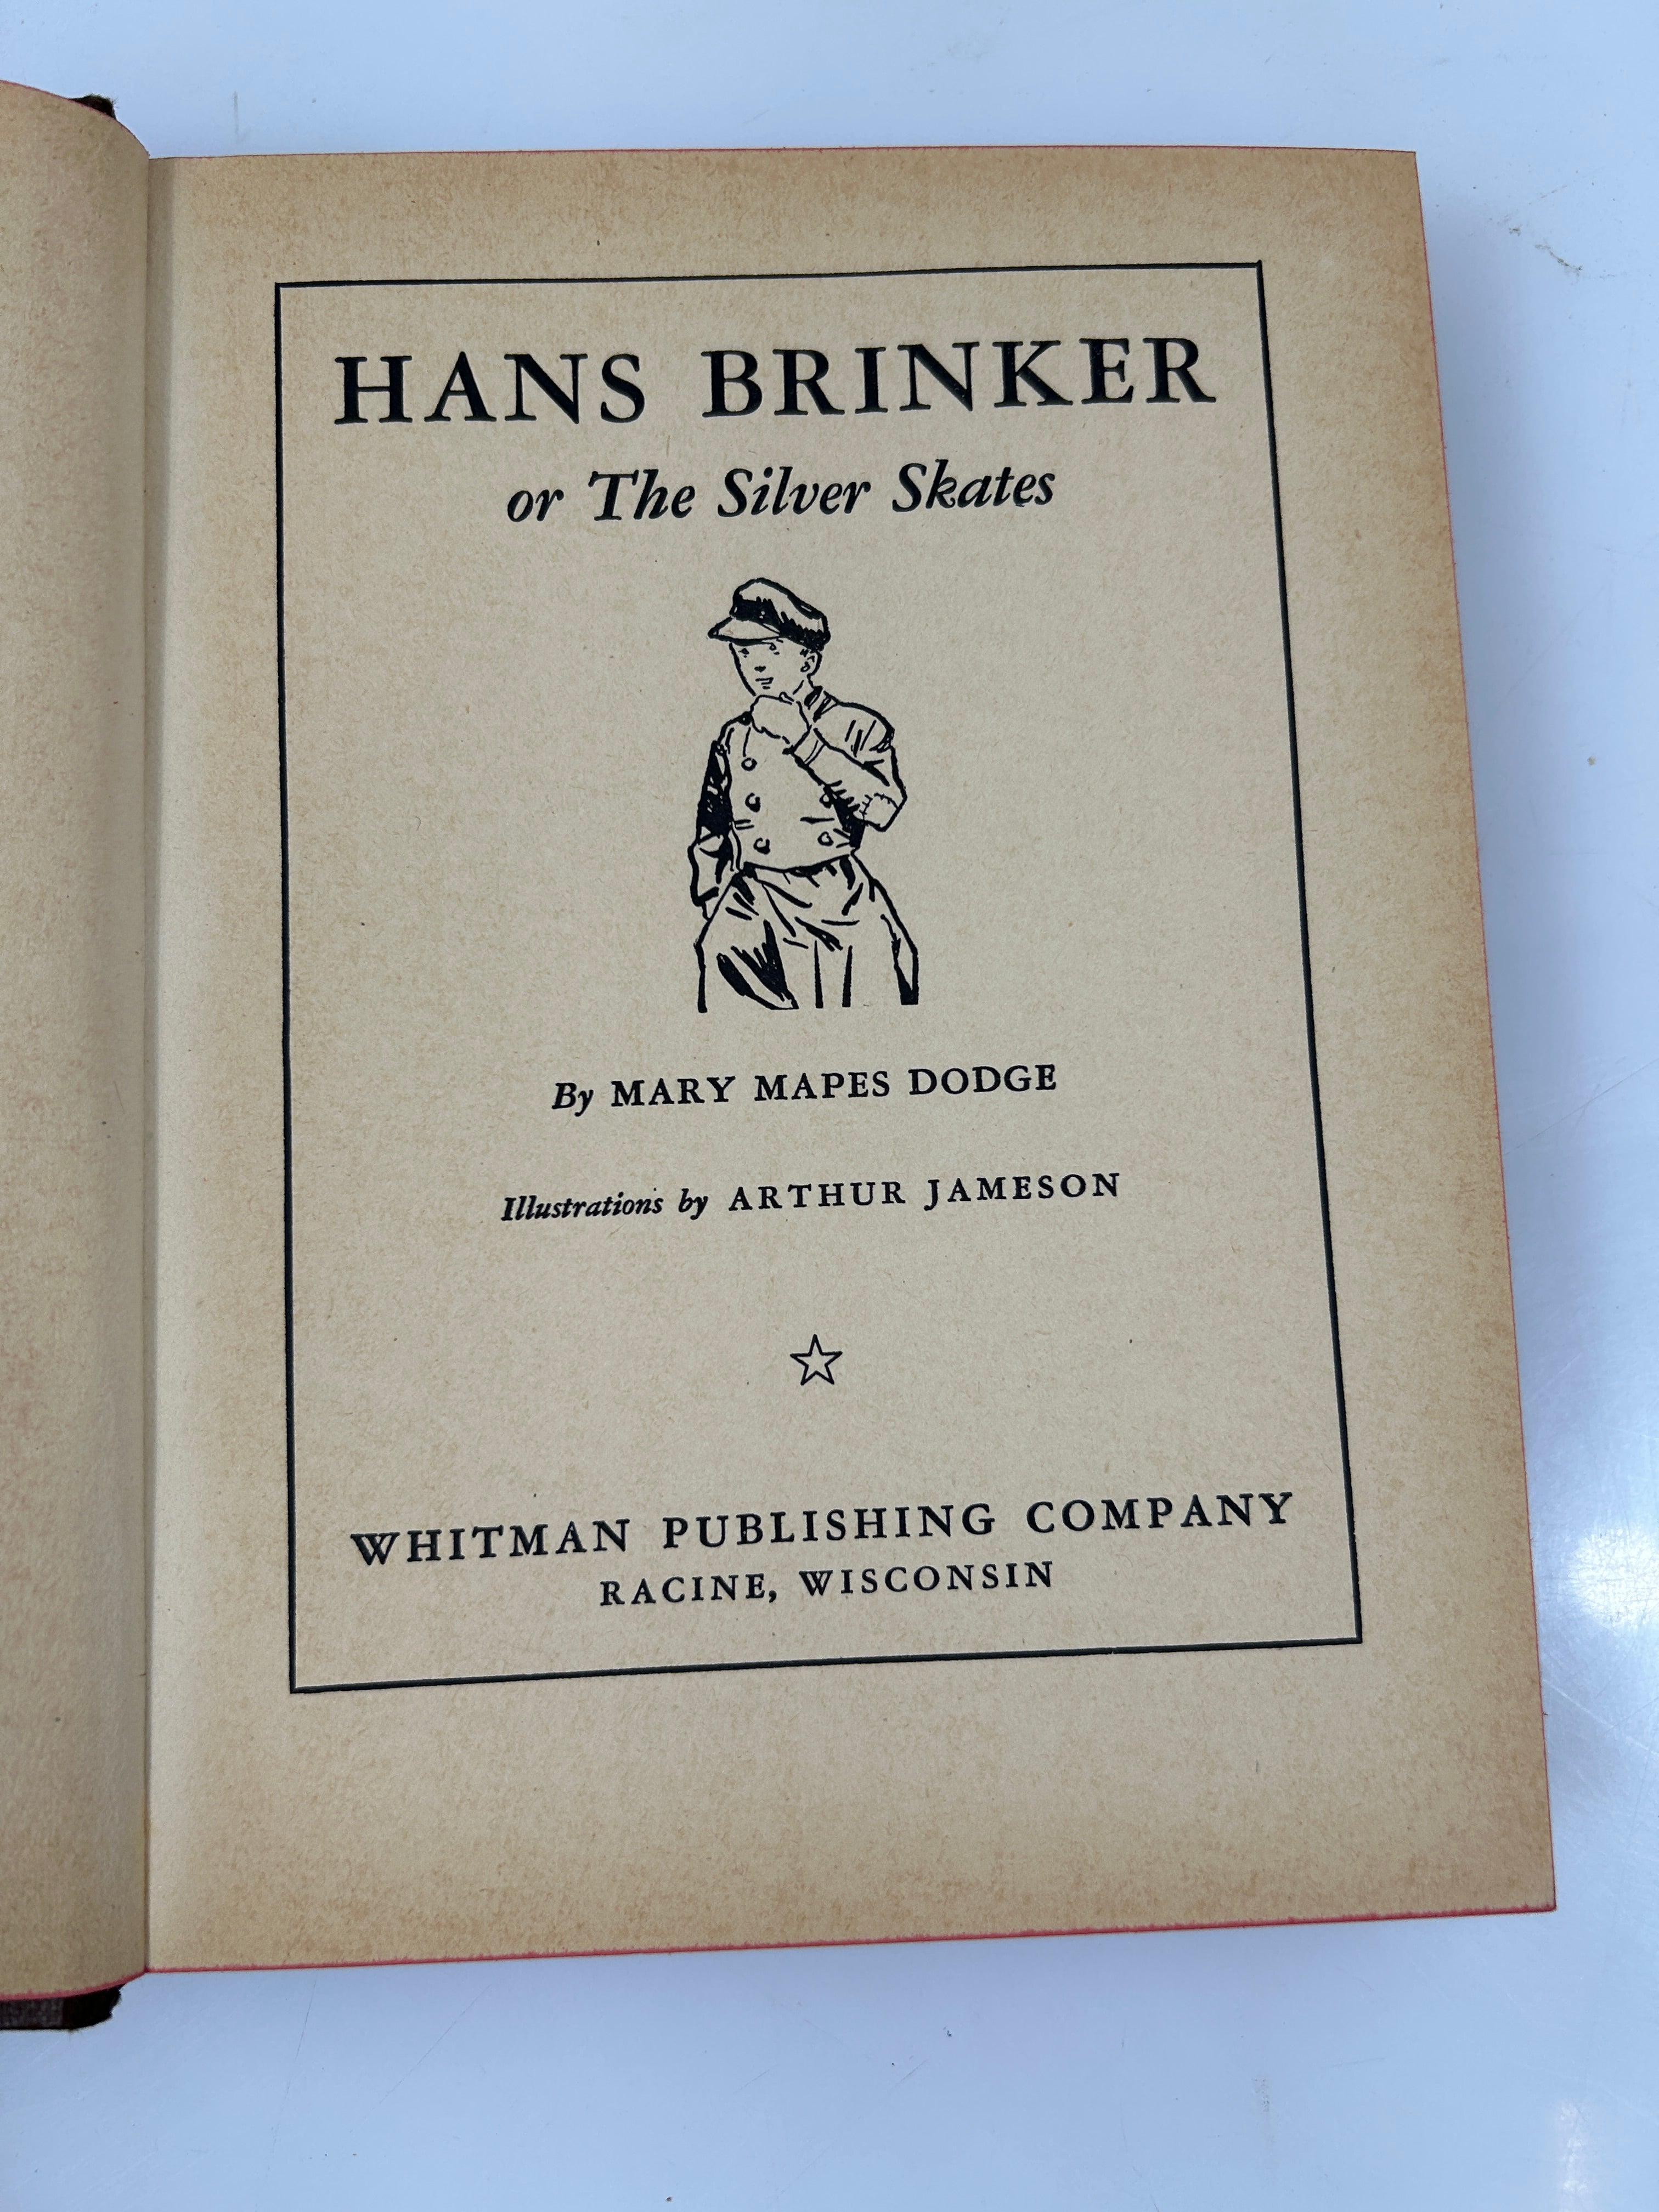 HANS BRINKER
or The Silver Skates
By MARY MAPES DODGE
Illustrations by ARTHUR JAMESON
WHITMAN PUBLISHING COMPANY
RACINE, WISCONSIN